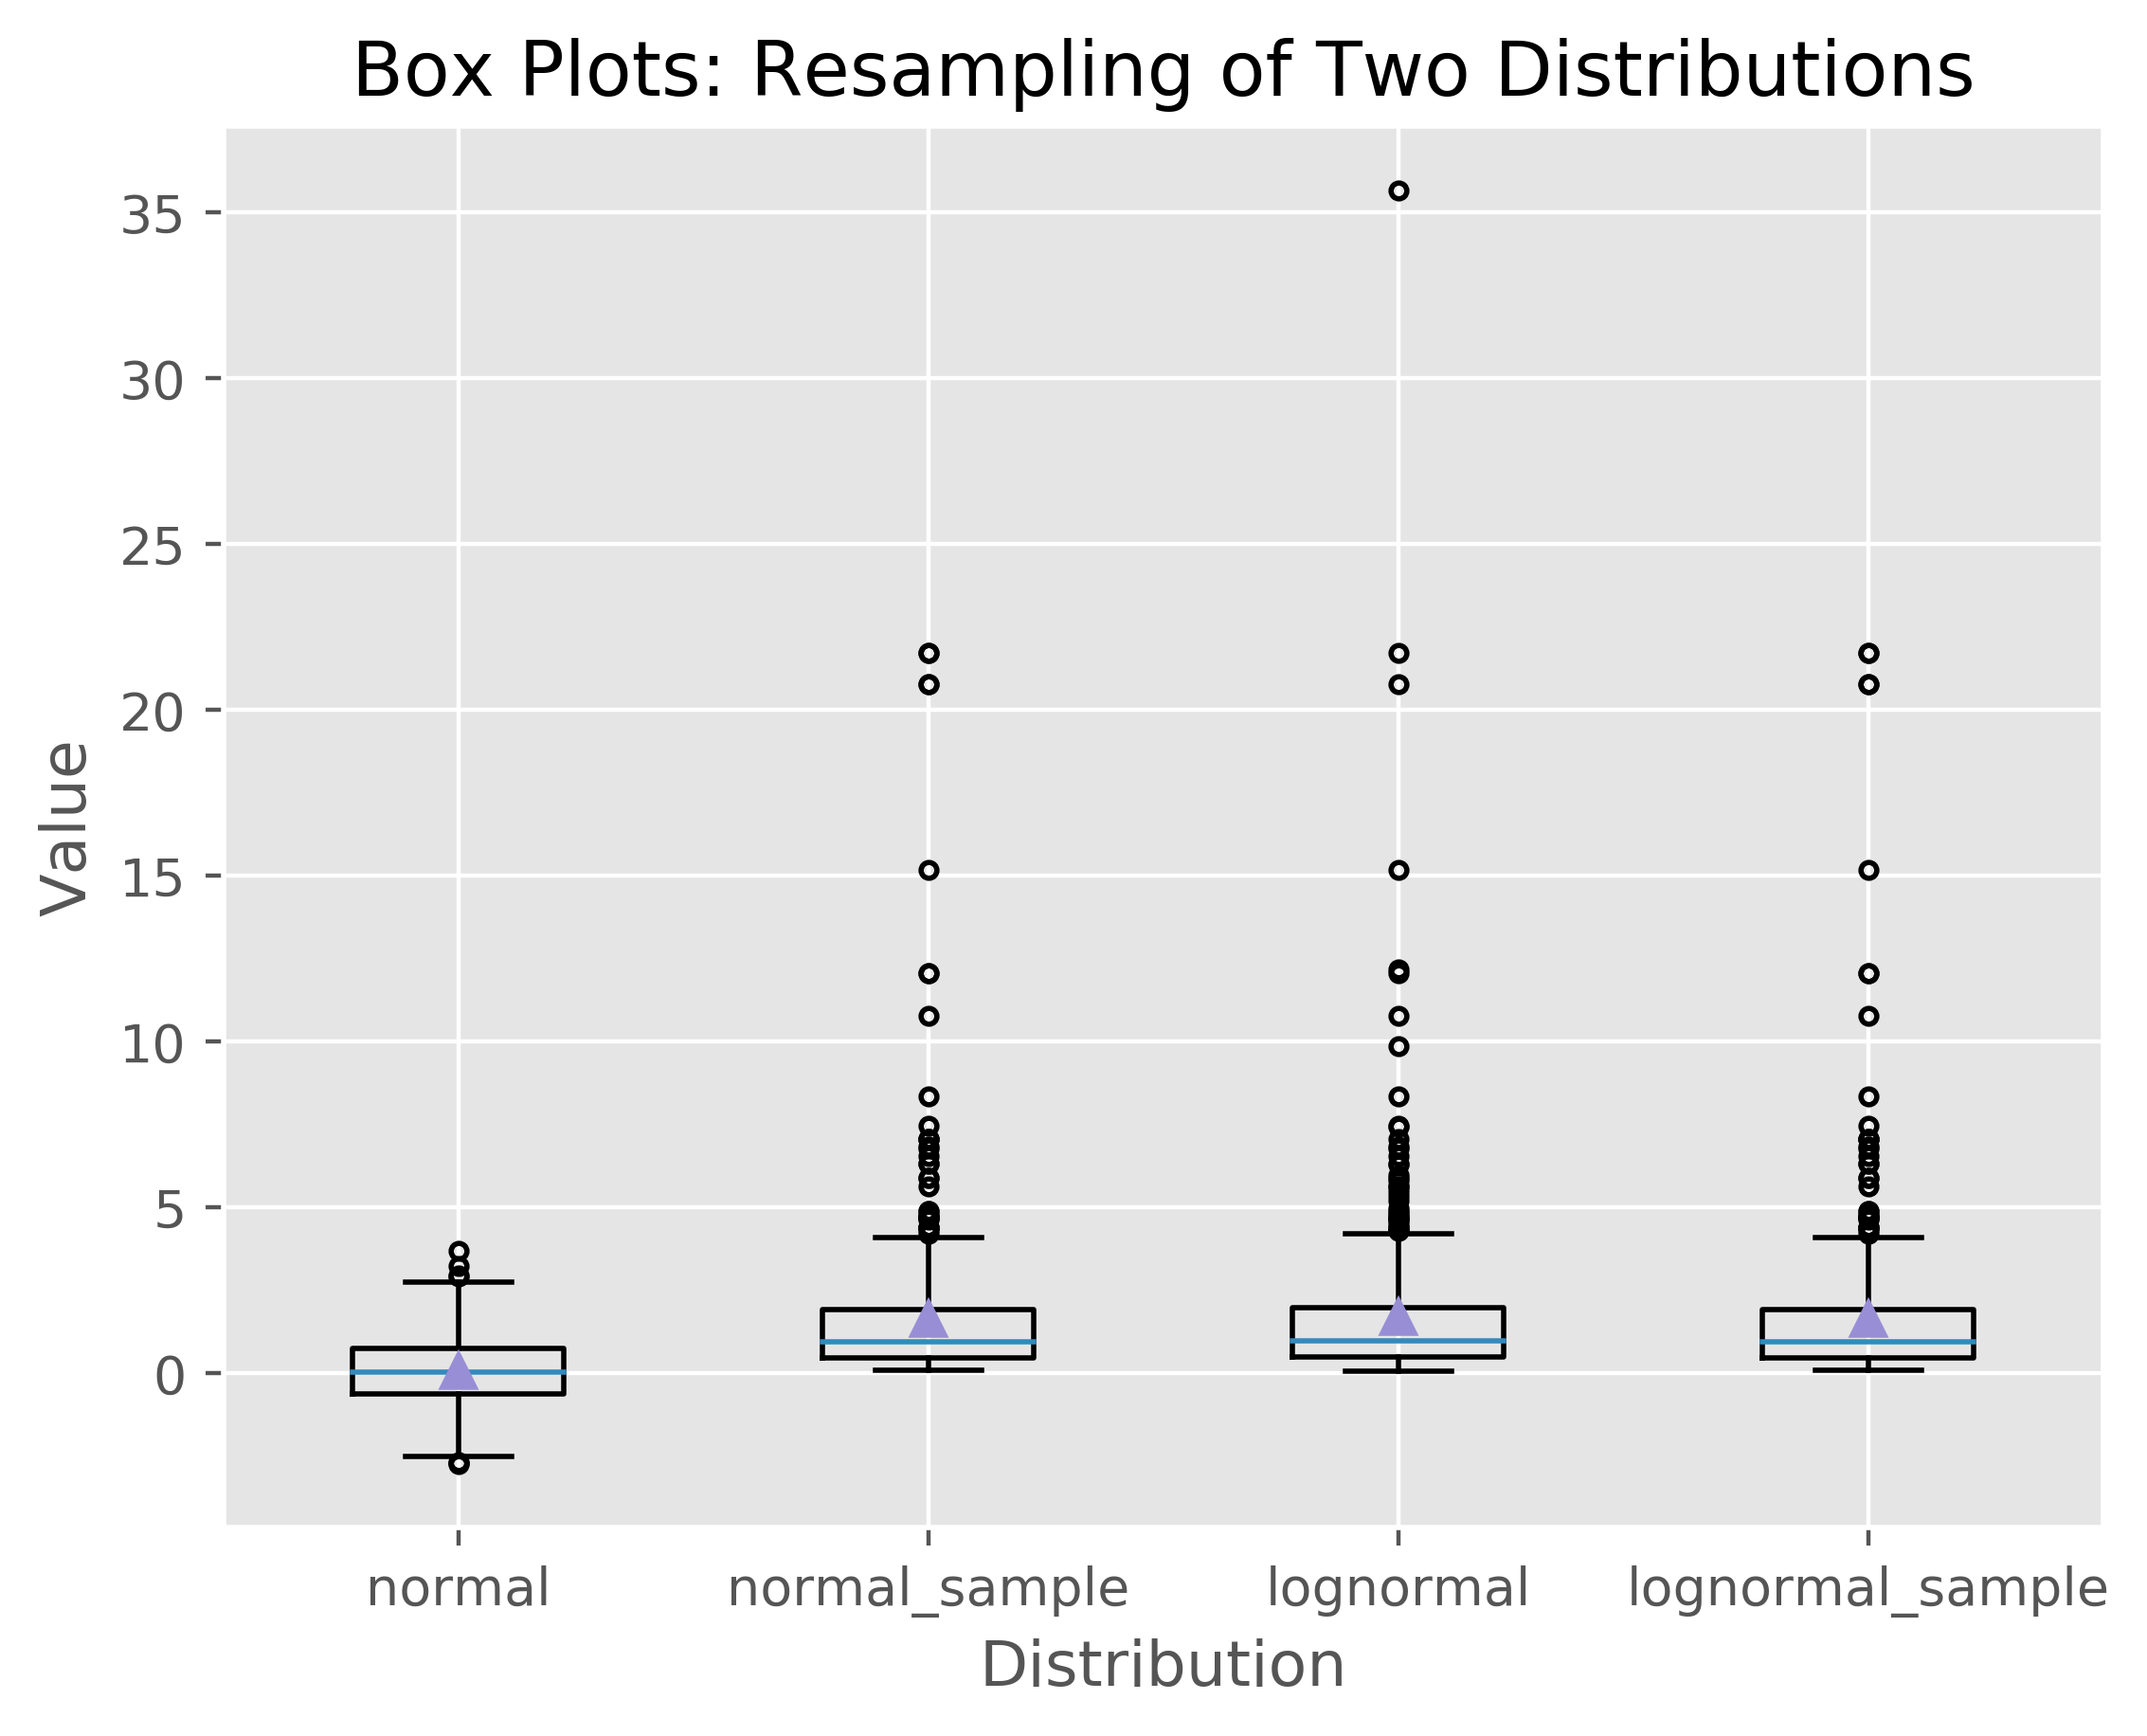 Box Plots: Resampling of Two Distributions
Value
35
30
25
20
15
10
5
0
normal normal_sample lognormal lognormal_sample
Distribution